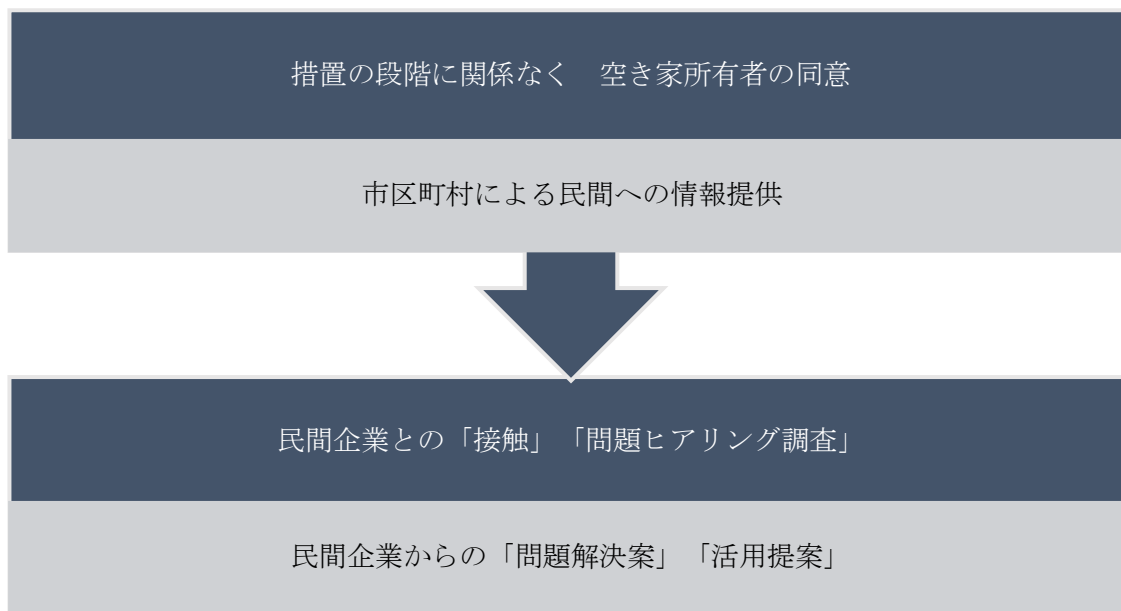 措置の段階に関係なく　空き家所有者の同意
市区町村による民間への情報提供
民間企業との「接触」「問題ヒアリング調査」
民間企業からの「問題解決案」「活用提案」